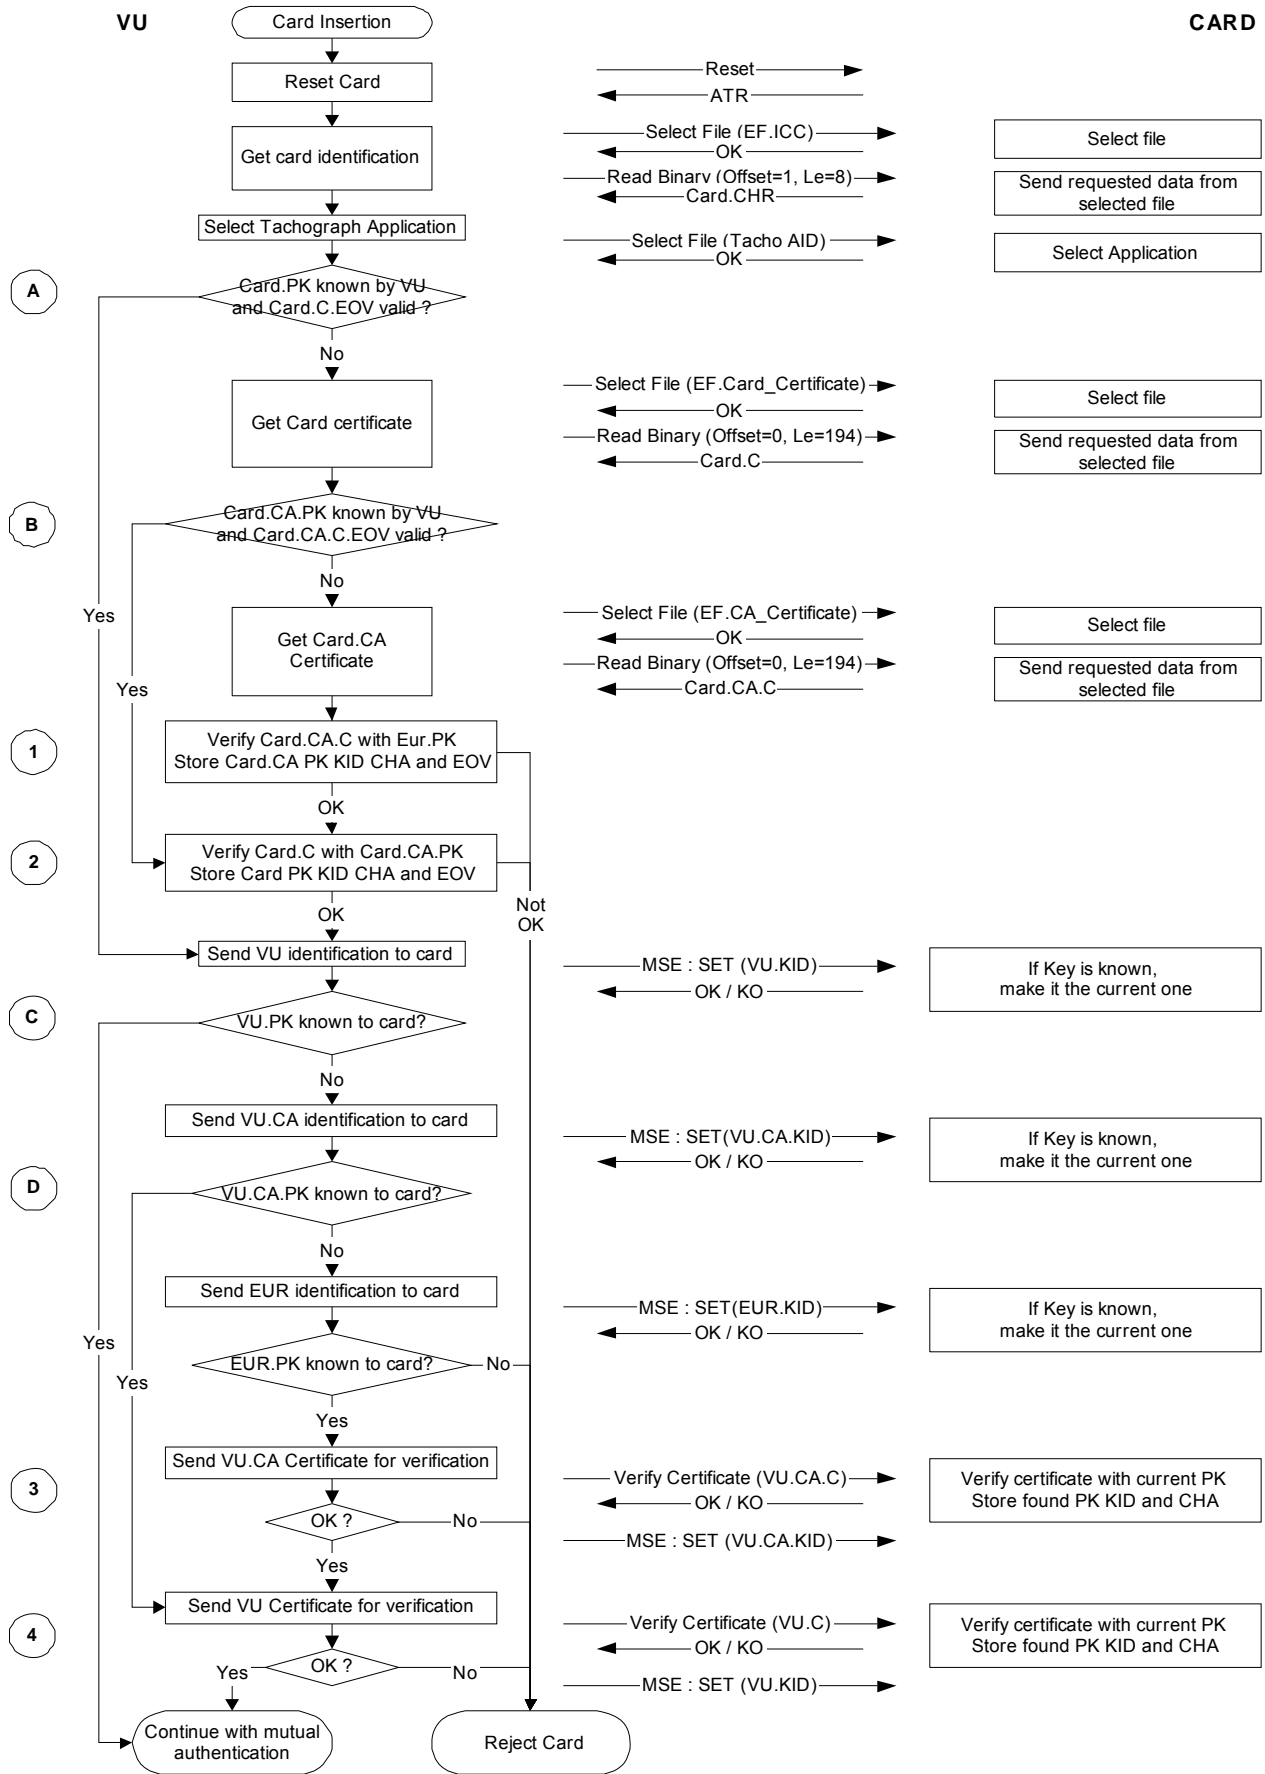 VU
Card Insertion
CARD
Reset Card
Reset
ATR
Get card identification
Select File (EF.ICC)
OK
Select file
Read Binary (Offset=1, Le=8)
Card.CHR
Send requested data from
selected file
Select Tachograph Application
Select File (Tacho AID)
OK
Select Application
A
Card.PK known by VU
and Card.C.EOV valid ?
No
Get Card certificate
Select File (EF.Card_Certificate)
OK
Select file
Read Binary (Offset=0, Le=194)
Card.C
Send requested data from
selected file
B
Card.CA.PK known by VU
and Card.CA.C.EOV valid ?
No
Yes
Get Card.CA
Certificate
Select File (EF.CA_Certificate)
OK
Select file
Read Binary (Offset=0, Le=194)
Card.CA.C
Send requested data from
selected file
Yes
1
Verify Card.CA.C with Eur.PK
Store Card.CA PK KID CHA and EOV
OK
2
Verify Card.C with Card.CA.PK
Store Card PK KID CHA and EOV
OK
Not
OK
Send VU identification to card
MSE : SET (VU.KID)
OK / KO
If Key is known,
make it the current one
C
VU.PK known to card?
No
Send VU.CA identification to card
MSE : SET(VU.CA.KID)
OK / KO
If Key is known,
make it the current one
D
VU.CA.PK known to card?
No
Send EUR identification to card
MSE : SET(EUR.KID)
OK / KO
If Key is known,
make it the current one
Yes
EUR.PK known to card?
No
Yes
Yes
Send VU.CA Certificate for verification
3
Verify Certificate (VU.CA.C)
OK / KO
Verify certificate with current PK
Store found PK KID and CHA
OK ?
No
MSE : SET (VU.CA.KID)
Yes
Send VU Certificate for verification
4
Verify Certificate (VU.C)
OK / KO
Verify certificate with current PK
Store found PK KID and CHA
OK ?
Yes
No
MSE : SET (VU.KID)
Continue with mutual
authentication
Reject Card